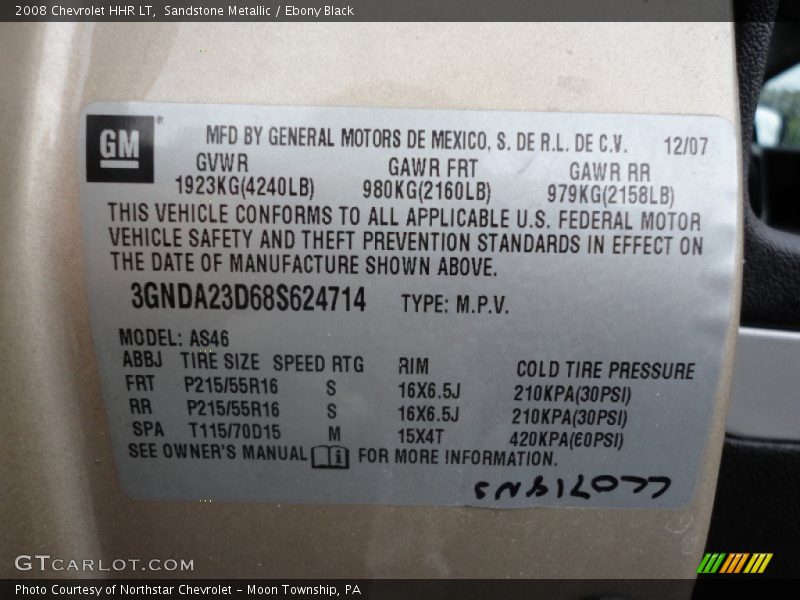 2008 Chevrolet HHR LT, Sandstone Metallic / Ebony Black
GM
MFD BY GENERAL MOTORS DE MEXICO, S. DE R.L. DE C.V. 12/07
GVWR GAWR FRT GAWR RR
1923KG(4240LB) 980KG(2160LB) 979KG(2158LB)
THIS VEHICLE CONFORMS TO ALL APPLICABLE U.S. FEDERAL MOTOR
VEHICLE SAFETY AND THEFT PREVENTION STANDARDS IN EFFECT ON
THE DATE OF MANUFACTURE SHOWN ABOVE.
3GNDA23D68S624714 TYPE: M.P.V.
MODEL: AS46
ABBJ TIRE SIZE SPEED RTG RIM COLD TIRE PRESSURE
FRT P215/55R16 S 16X6.5J 210KPA(30PSI)
RR P215/55R16 S 16X6.5J 210KPA(30PSI)
SPA T115/70D15 M 15X4T 420KPA(60PSI)
SEE OWNER'S MANUAL FOR MORE INFORMATION.
GTCARLOT.COM
Photo Courtesy of Northstar Chevrolet - Moon Township, PA